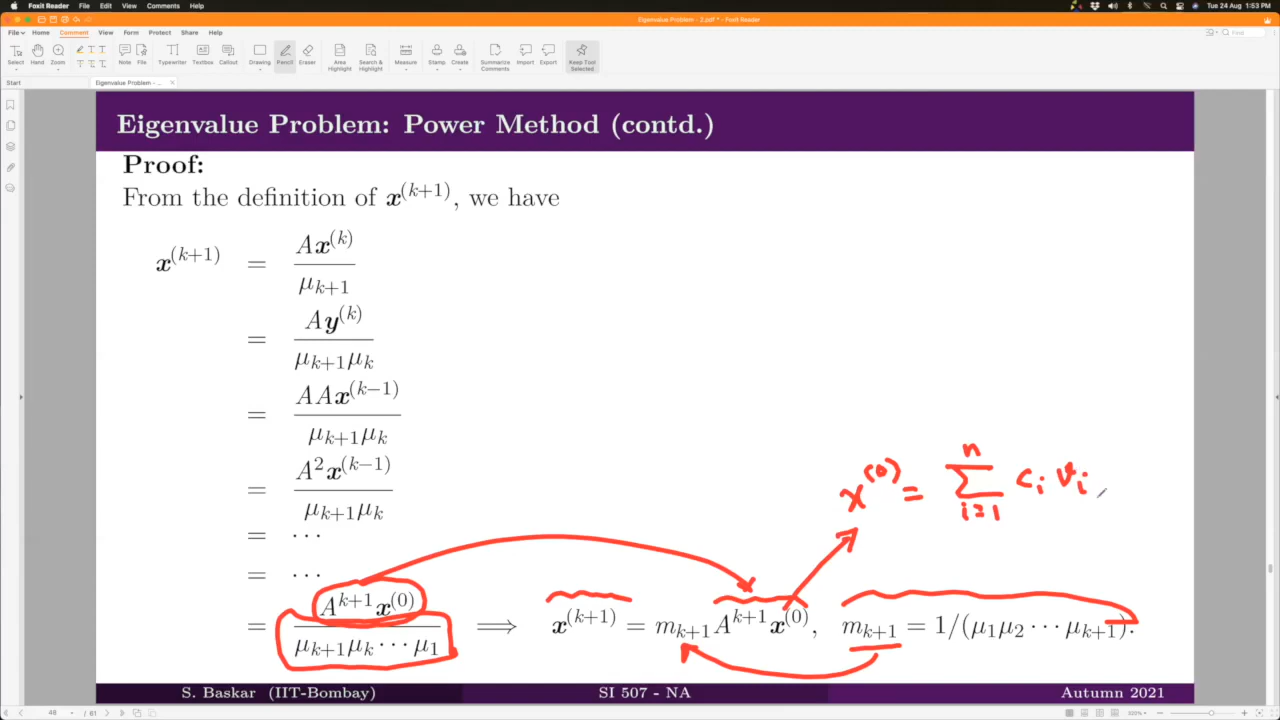 Foxit Reader File Edit View Comments Help
Tue 24 Aug 1:53 PM
Eigenvalue Problem - 2.pdf * - Foxit Reader
File Home Comment View Form Protect Share Help
Find
Select Hand Zoom Note File Typewriter Textbox Callout Drawing Pencil Eraser Area Highlight Search & Highlight Measure Stamp Create Summarize Comments Import Export Keep Tool Selected
Start Eigenvalue Problem - ...
Eigenvalue Problem: Power Method (contd.)
Proof:
From the definition of x^(k+1), we have
x^(k+1) = Ax^(k) / μ_{k+1}
= Ay^(k) / μ_{k+1}μ_k
= AAx^(k−1) / μ_{k+1}μ_k
= A²x^(k−1) / μ_{k+1}μ_k
x^(0) = ∑_{i=1}^{n} c_i v_i
= ···
= ···
= A^{k+1}x^(0) / μ_{k+1}μ_k···μ_1 ⟹ x^(k+1) = m_{k+1}A^{k+1}x^(0), m_{k+1} = 1/(μ_1μ_2···μ_{k+1}).
S. Baskar (IIT-Bombay) SI 507 - NA Autumn 2021
48 / 61